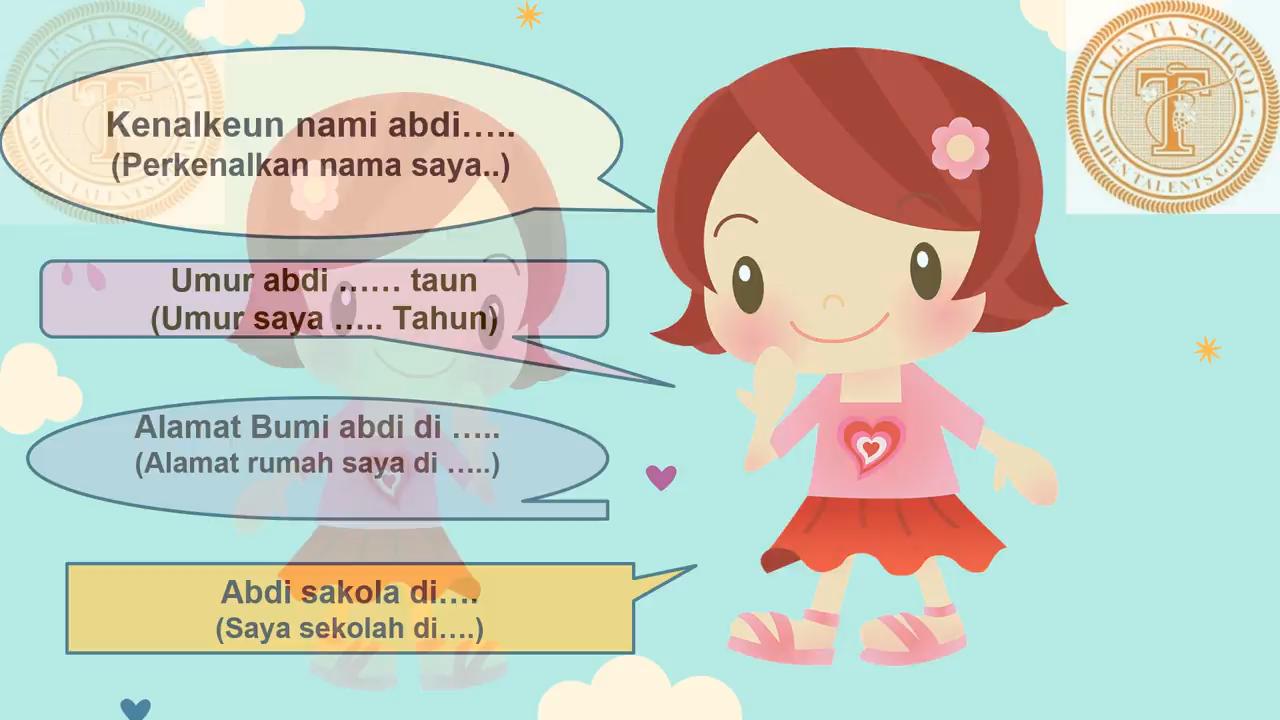 Kenalkeun nami abdi.....
(Perkenalkan nama saya..)
Umur abdi ...... taun
(Umur saya ..... Tahun)
Alamat Bumi abdi di .....
(Alamat rumah saya di .....)
Abdi sakola di....
(Saya sekolah di....)
TALENTA SCHOOL
T
WHEN TALENTS GROW